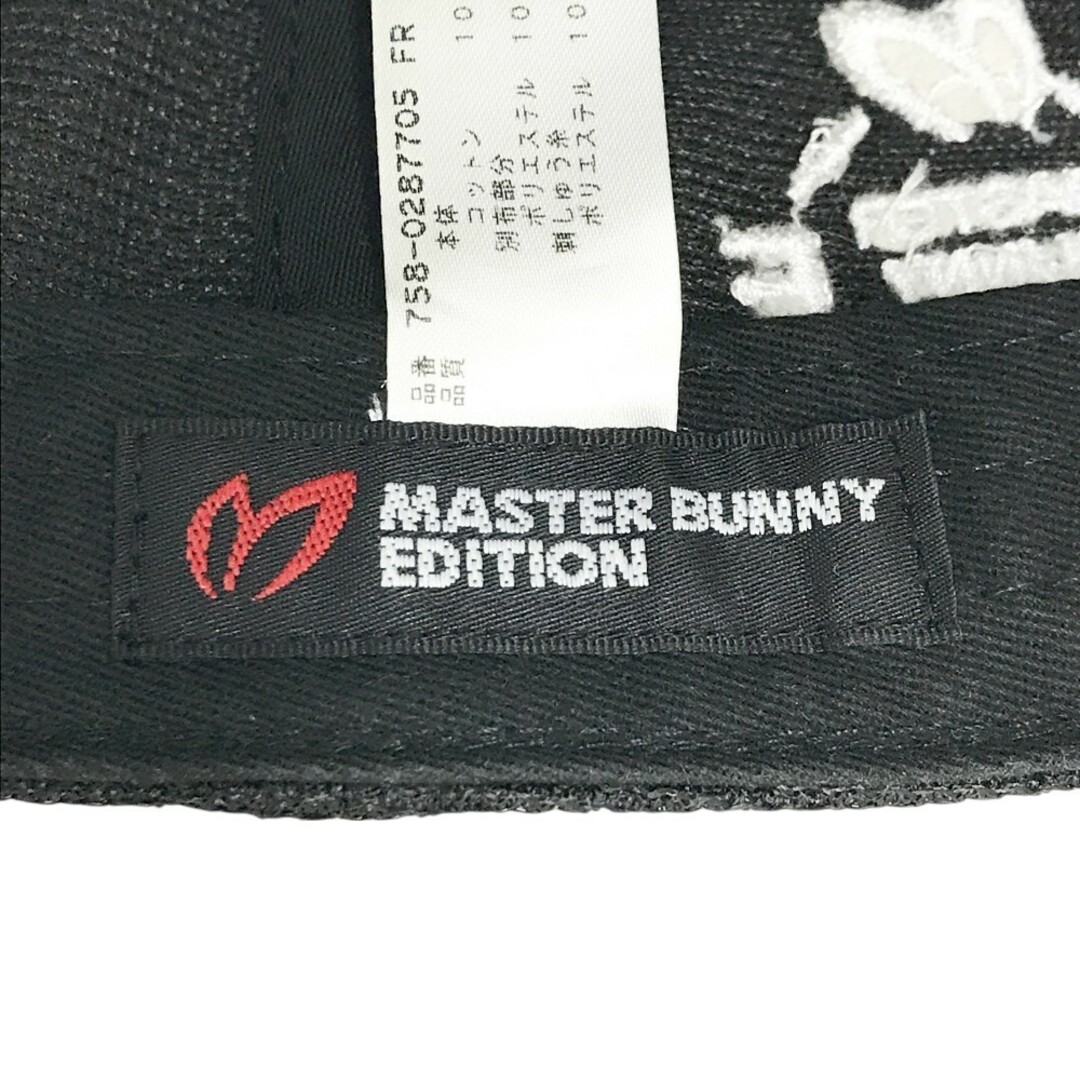 品番 758-0287705 FR
品質 本体
コットン 10
別布部分
ポリエステル 10
刺しゅう糸
ポリエステル 10
MASTER BUNNY
EDITION